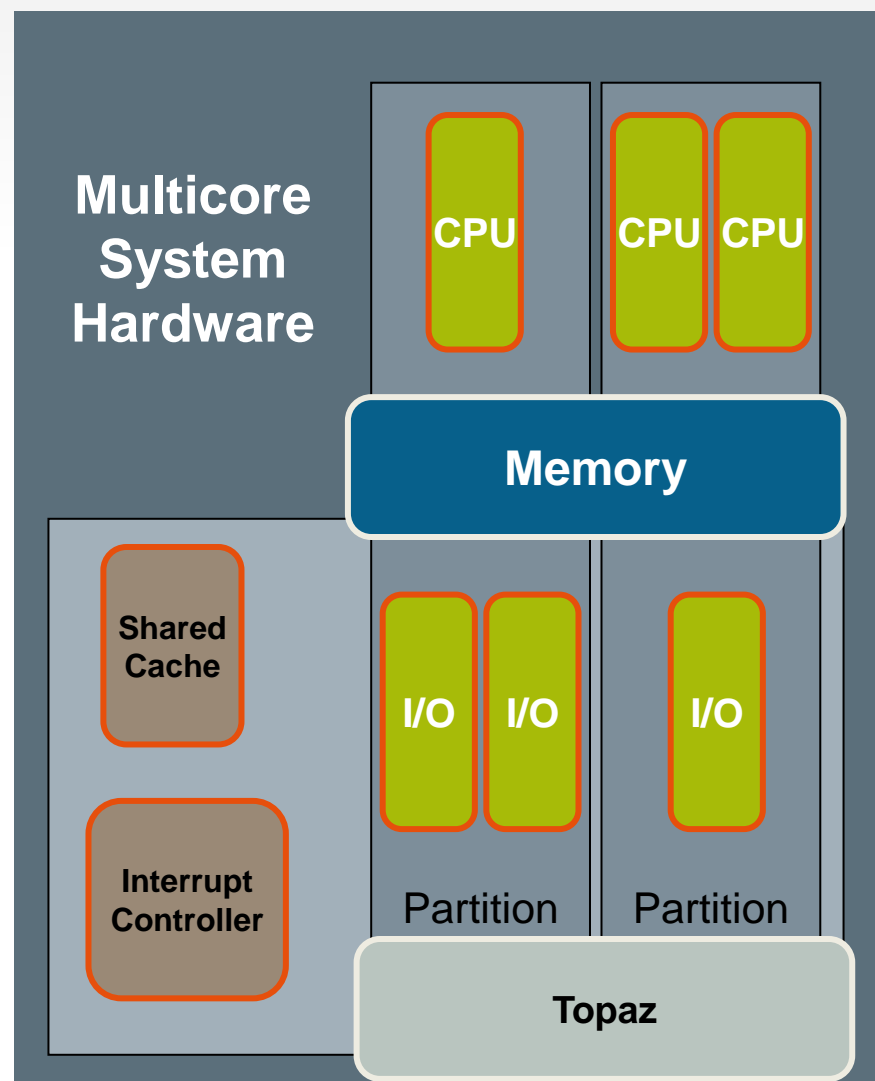 Multicore
System
Hardware
CPU
CPU
CPU
Memory
Shared
Cache
I/O
I/O
I/O
Interrupt
Controller
Partition
Partition
Topaz